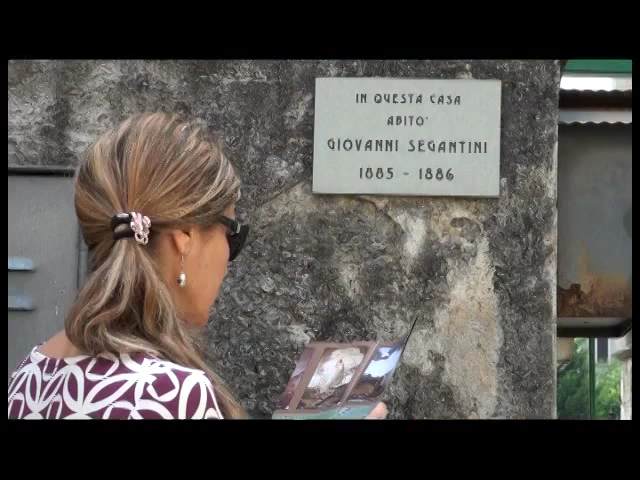 IN QUESTA CASA
ABITO'
GIOVANNI SEGANTINI
1885 - 1886